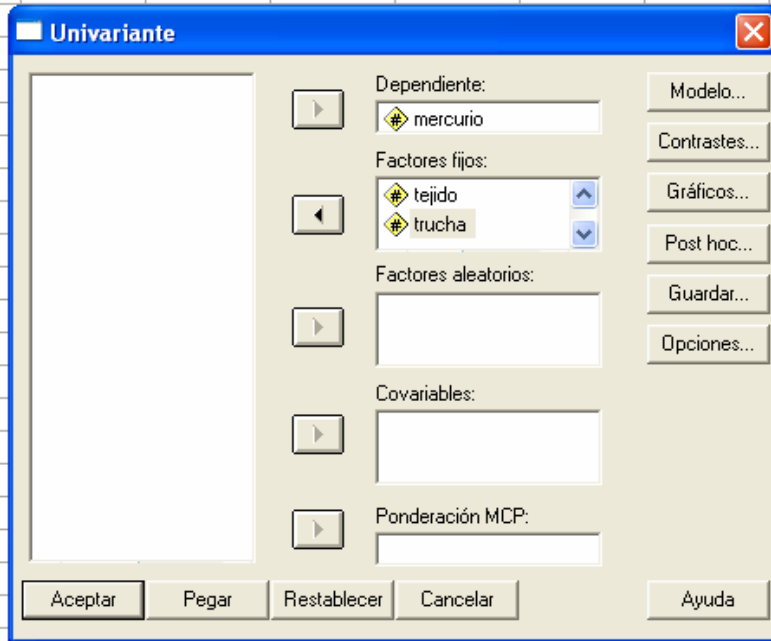 Univariante
Dependiente:
# mercurio
Factores fijos:
# tejido
# trucha
Factores aleatorios:
Covariables:
Ponderación MCP:
Modelo...
Contrastes...
Gráficos...
Post hoc...
Guardar...
Opciones...
Aceptar
Pegar
Restablecer
Cancelar
Ayuda